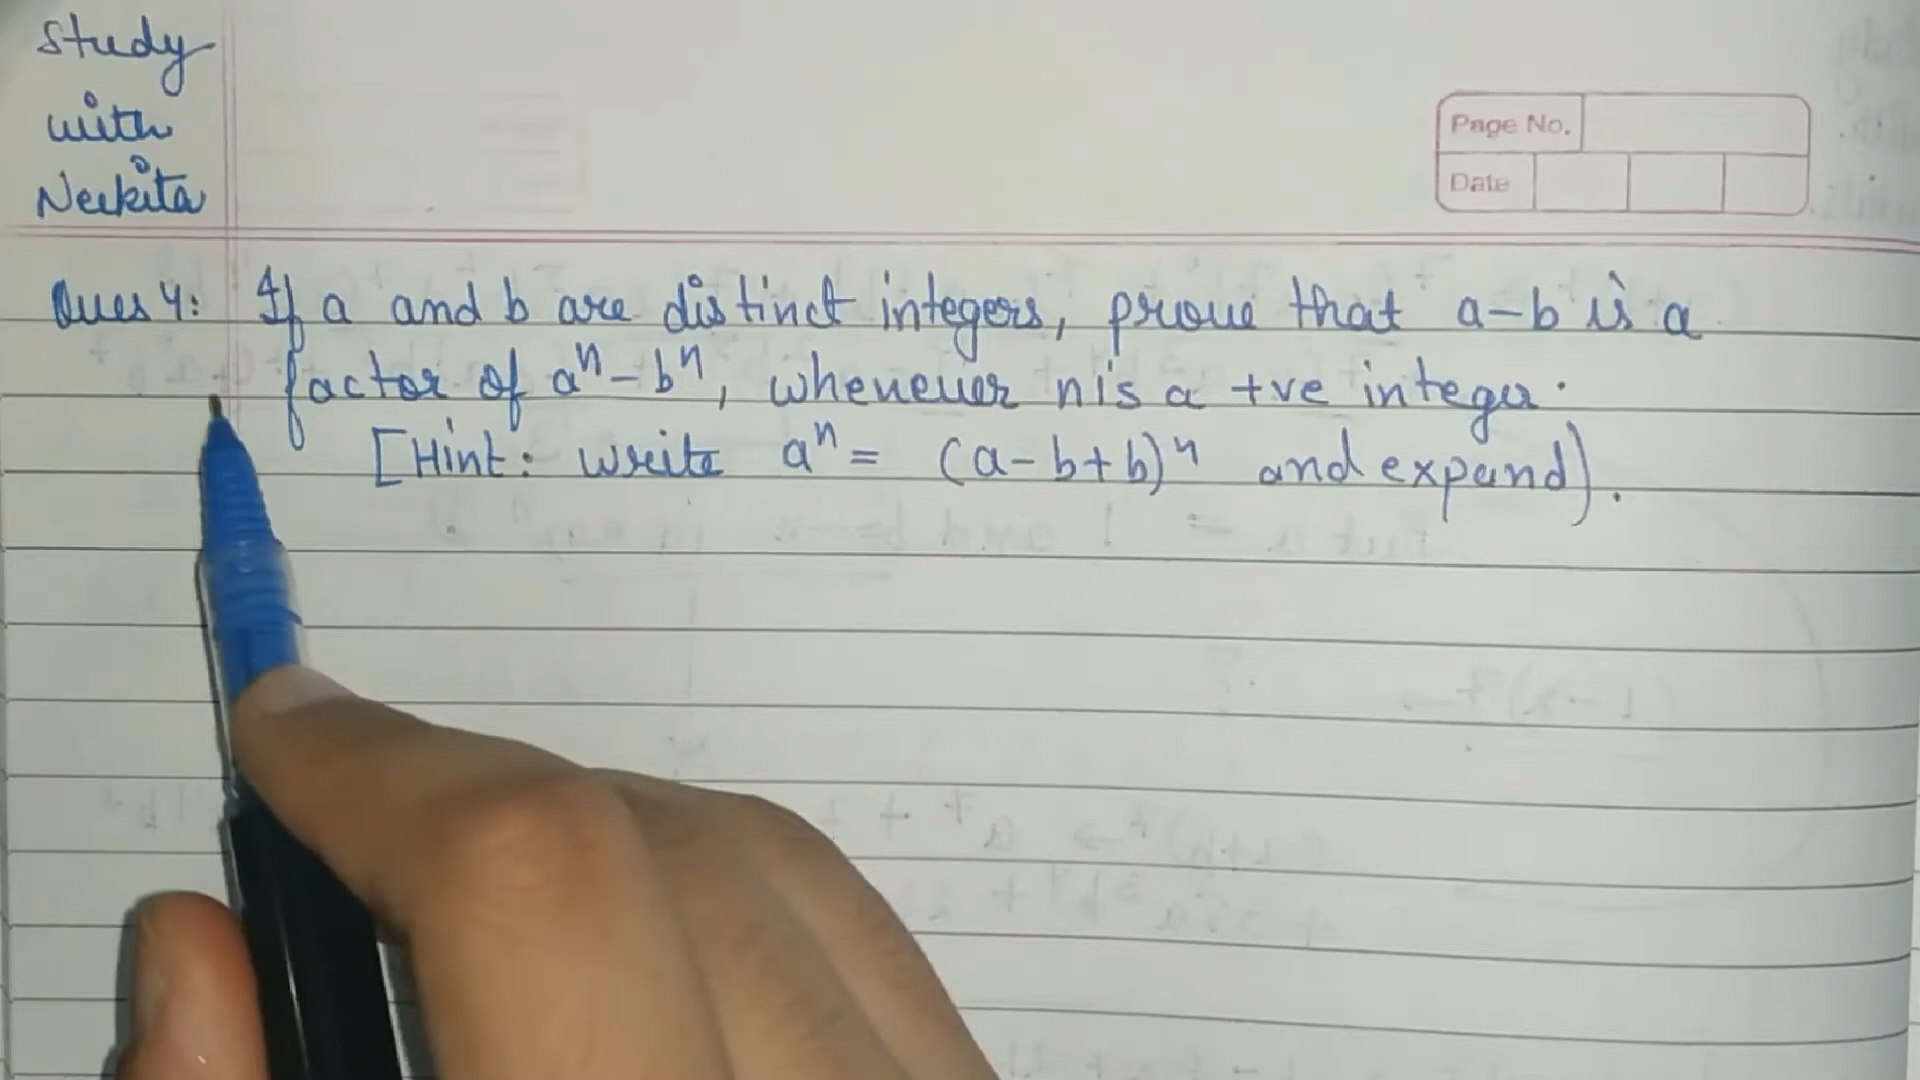 Study
with
Neekita
Page No.
Date
Ques 4: If a and b are distinct integers, prove that a-b is a
factor of aⁿ - bⁿ, whenever n is a +ve integer.
[Hint: write aⁿ = (a-b+b)ⁿ and expand).